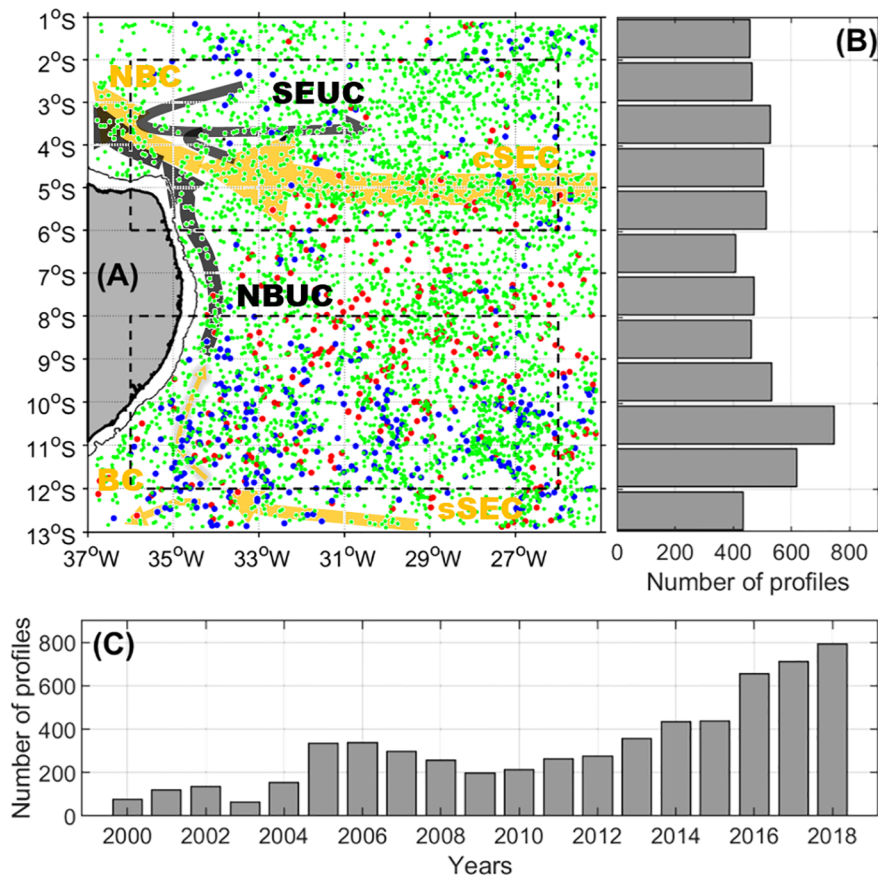 1°S
2°S
3°S
4°S
5°S
6°S
7°S
8°S
9°S
10°S
11°S
12°S
13°S
37°W
35°W
33°W
31°W
29°W
27°W
NBC
SEUC
cSEC
(A)
NBUC
BC
sSEC
(B)
0
200
400
600
800
Number of profiles
(C)
Number of profiles
800
600
400
200
0
2000
2002
2004
2006
2008
2010
2012
2014
2016
2018
Years